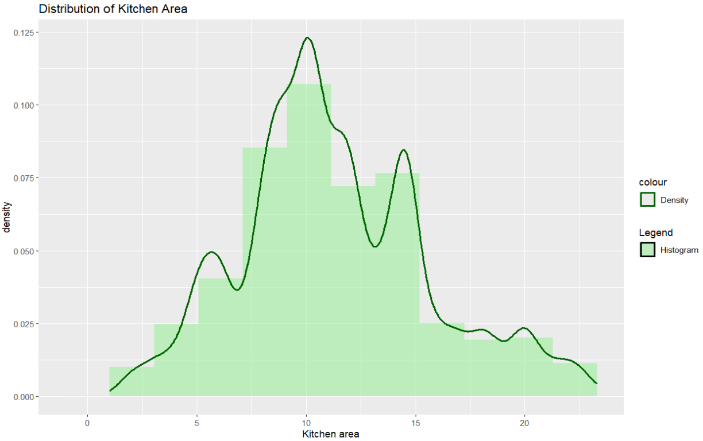 Distribution of Kitchen Area
0.125
0.100
0.075
0.050
0.025
0.000
density
0
5
10
15
20
Kitchen area
colour
Density
Legend
Histogram